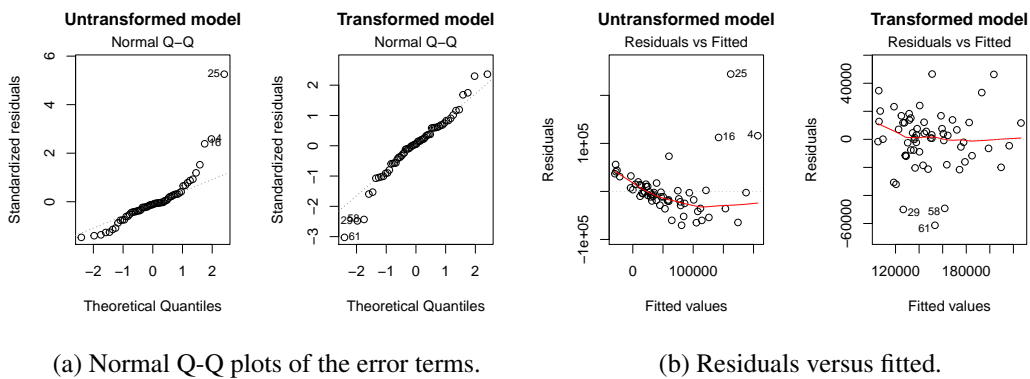 Untransformed model
Normal Q−Q
Standardized residuals
6
4
2
0
25
4
16
−2 −1 0 1 2
Theoretical Quantiles
Transformed model
Normal Q−Q
2
1
0
−1
−2
−3
58
61
−2 −1 0 1 2
Theoretical Quantiles
(a) Normal Q-Q plots of the error terms.
Untransformed model
Residuals vs Fitted
Residuals
1e+05
−1e+05
25
16
4
0 100000
Fitted values
Transformed model
Residuals vs Fitted
Residuals
40000
0
−60000
29
58
61
120000 180000
Fitted values
(b) Residuals versus fitted.